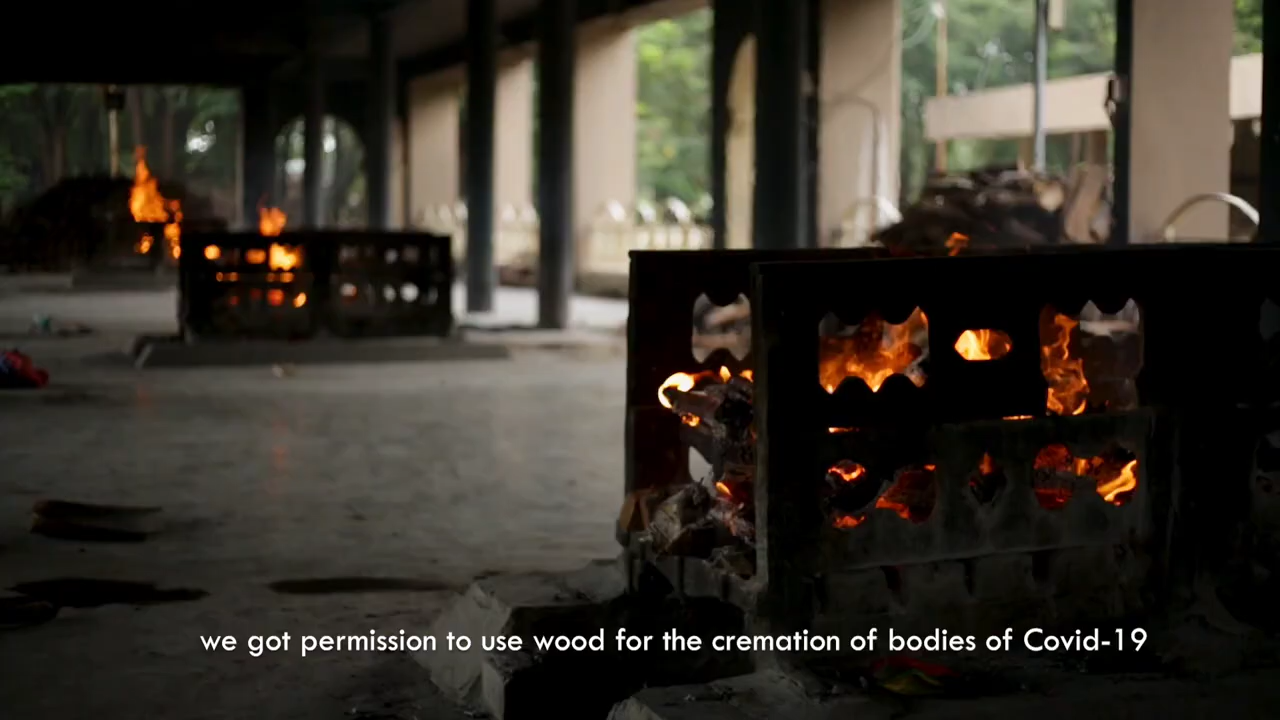 we got permission to use wood for the cremation of bodies of Covid-19